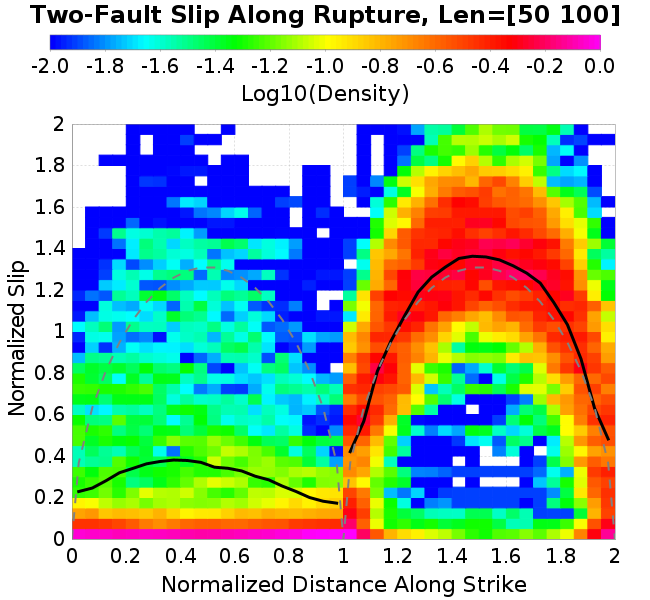 Two-Fault Slip Along Rupture, Len=[50 100]
-2.0 -1.8 -1.6 -1.4 -1.2 -1.0 -0.8 -0.6 -0.4 -0.2 0.0
Log10(Density)
2
1.8
1.6
1.4
1.2
1
0.8
0.6
0.4
0.2
0
Normalized Slip
0 0.2 0.4 0.6 0.8 1 1.2 1.4 1.6 1.8 2
Normalized Distance Along Strike